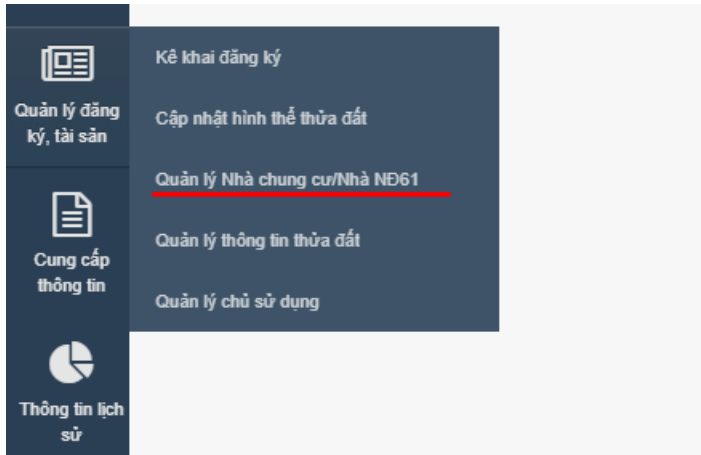 Quản lý đăng
ký, tài sản
Kê khai đăng ký
Cập nhật hình thể thửa đất
Quản lý Nhà chung cư/Nhà NĐ61
Quản lý thông tin thửa đất
Quản lý chủ sử dụng
Cung cấp
thông tin
Thông tin lịch
sử